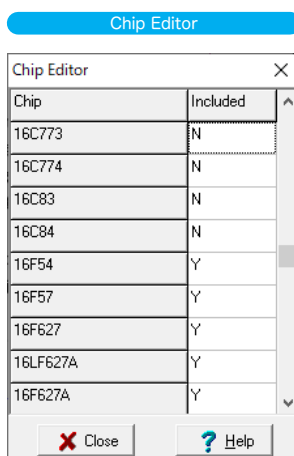 Chip Editor
Chip Editor
Chip Included
16C773 N
16C774 N
16C83 N
16C84 N
16F54 Y
16F57 Y
16F627 Y
16LF627A Y
16F627A Y
Close Help